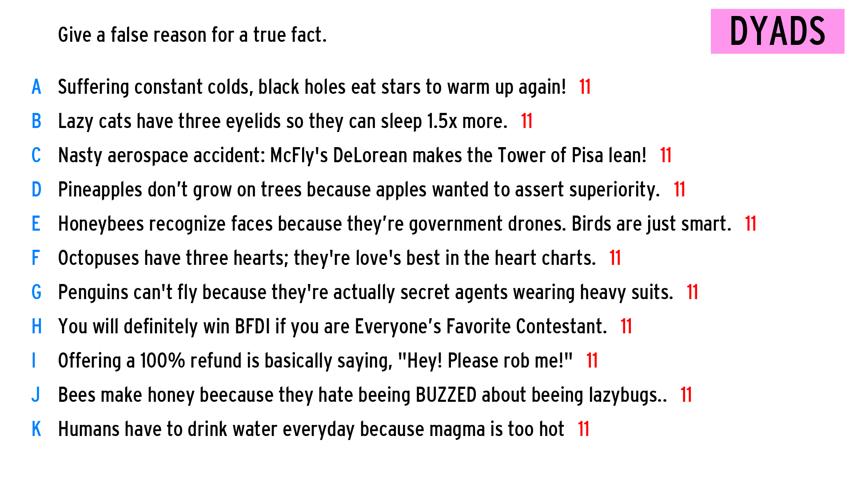 Give a false reason for a true fact.
DYADS
A Suffering constant colds, black holes eat stars to warm up again! 11
B Lazy cats have three eyelids so they can sleep 1.5x more. 11
C Nasty aerospace accident: McFly's DeLorean makes the Tower of Pisa lean! 11
D Pineapples don’t grow on trees because apples wanted to assert superiority. 11
E Honeybees recognize faces because they’re government drones. Birds are just smart. 11
F Octopuses have three hearts; they're love's best in the heart charts. 11
G Penguins can't fly because they're actually secret agents wearing heavy suits. 11
H You will definitely win BFDI if you are Everyone’s Favorite Contestant. 11
I Offering a 100% refund is basically saying, "Hey! Please rob me!" 11
J Bees make honey beecause they hate beeing BUZZED about beeing lazybugs.. 11
K Humans have to drink water everyday because magma is too hot 11